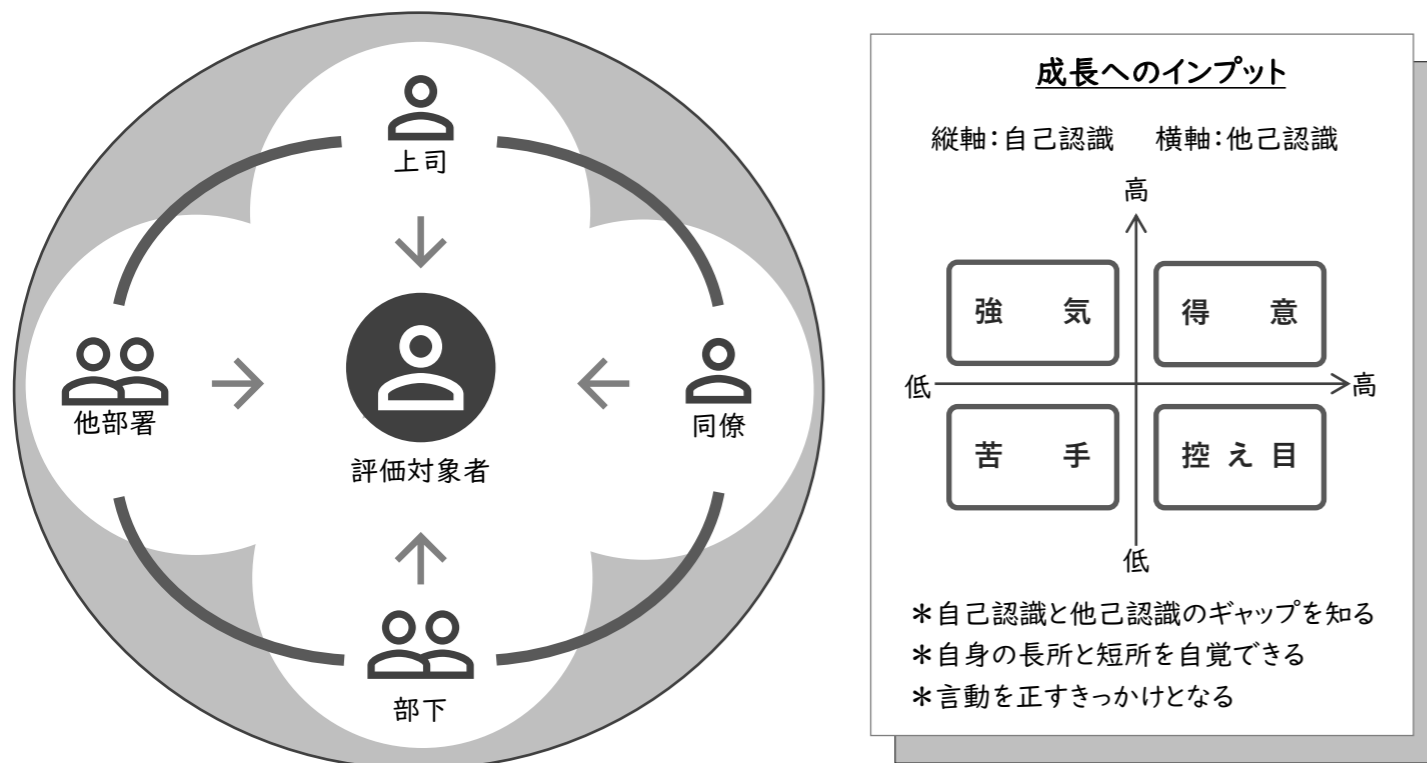 上司
他部署
同僚
評価対象者
部下
成長へのインプット
縦軸：自己認識　横軸：他己認識
高
強　気
得　意
低
高
苦　手
控え目
低
＊自己認識と他己認識のギャップを知る
＊自身の長所と短所を自覚できる
＊言動を正すきっかけとなる